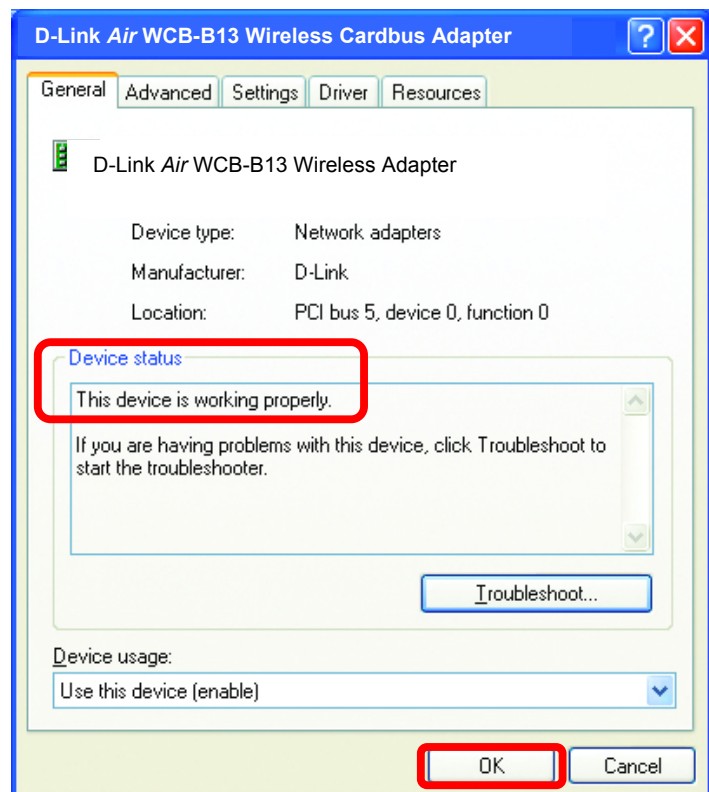 D-Link Air WCB-B13 Wireless Cardbus Adapter
General Advanced Settings Driver Resources
D-Link Air WCB-B13 Wireless Adapter
Device type: Network adapters
Manufacturer: D-Link
Location: PCI bus 5, device 0, function 0
Device status
This device is working properly.
If you are having problems with this device, click Troubleshoot to
start the troubleshooter.
Troubleshoot...
Device usage:
Use this device (enable)
OK Cancel